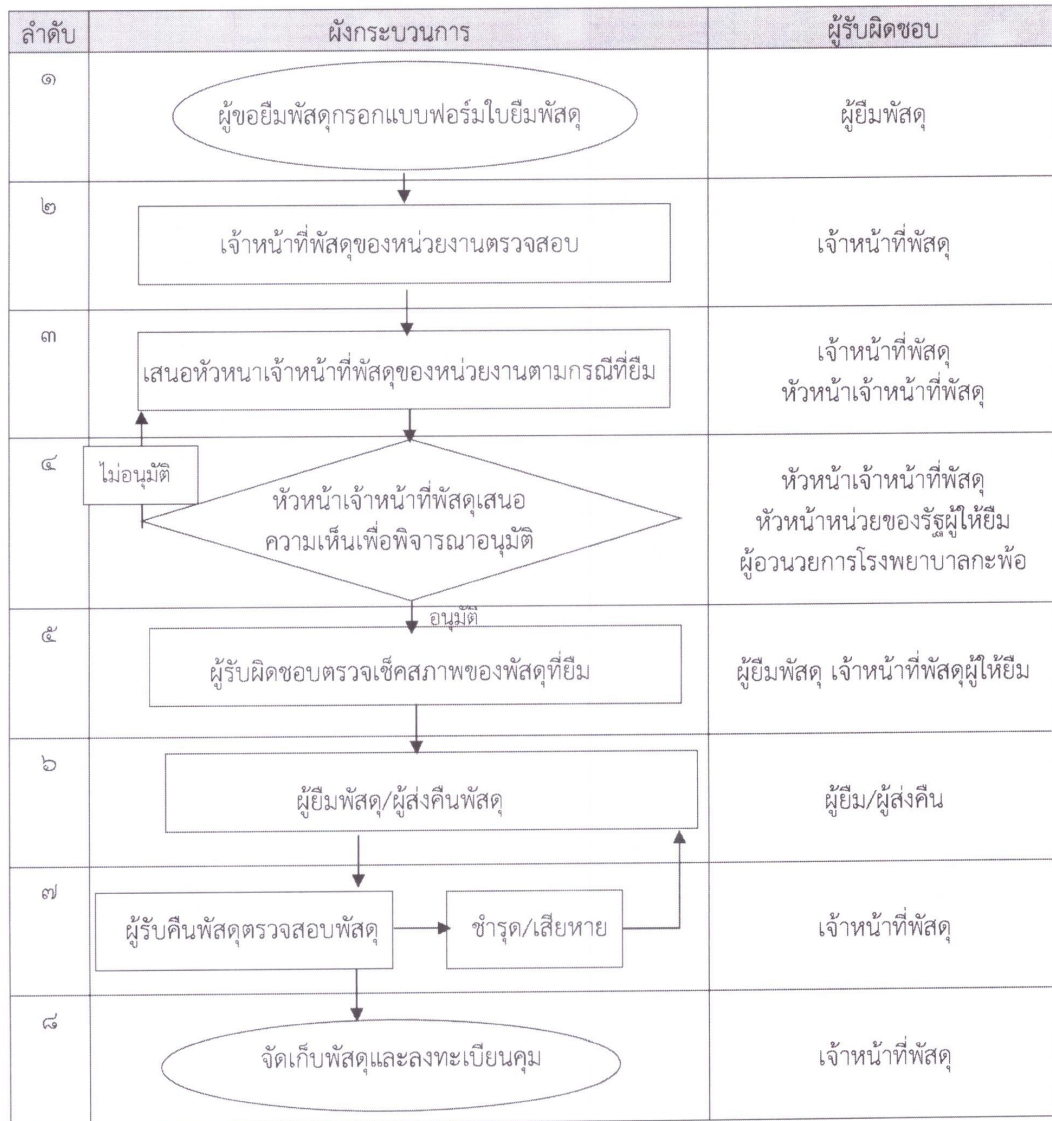 ลำดับ ผังกระบวนการ ผู้รับผิดชอบ
๑
ผู้ขอยืมพัสดุกรอกแบบฟอร์มใบยืมพัสดุ
ผู้ยืมพัสดุ
๒
เจ้าหน้าที่พัสดุของหน่วยงานตรวจสอบ
เจ้าหน้าที่พัสดุ
๓
เสนอหัวหนาเจ้าหน้าที่พัสดุของหน่วยงานตามกรณีที่ยืม
เจ้าหน้าที่พัสดุ
หัวหน้าเจ้าหน้าที่พัสดุ
๔
ไม่อนุมัติ
หัวหน้าเจ้าหน้าที่พัสดุเสนอ
ความเห็นเพื่อพิจารณาอนุมัติ
หัวหน้าเจ้าหน้าที่พัสดุ
หัวหน้าหน่วยของรัฐผู้ให้ยืม
ผู้อวนวยการโรงพยาบาลกะพ้อ
อนุมัติ
๕
ผู้รับผิดชอบตรวจเช็คสภาพของพัสดุที่ยืม
ผู้ยืมพัสดุ เจ้าหน้าที่พัสดุผู้ให้ยืม
๖
ผู้ยืมพัสดุ/ผู้ส่งคืนพัสดุ
ผู้ยืม/ผู้ส่งคืน
๗
ผู้รับคืนพัสดุตรวจสอบพัสดุ
ชำรุด/เสียหาย
เจ้าหน้าที่พัสดุ
๘
จัดเก็บพัสดุและลงทะเบียนคุม
เจ้าหน้าที่พัสดุ